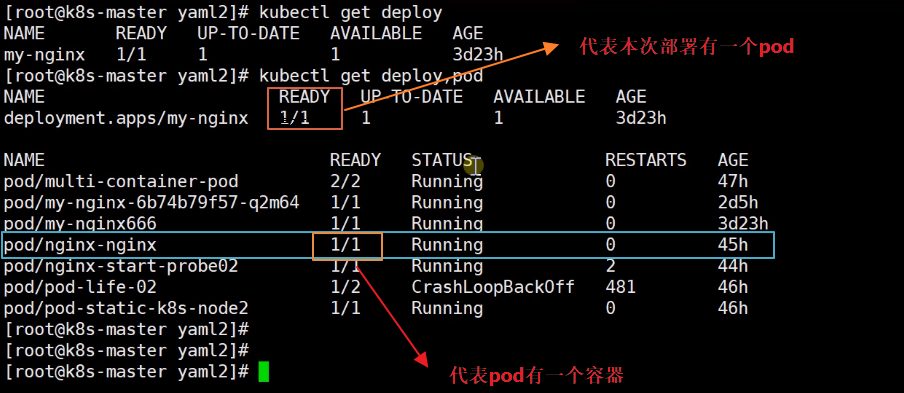 [root@k8s-master yaml2]# kubectl get deploy
NAME READY UP-TO-DATE AVAILABLE AGE
my-nginx 1/1 1 1 3d23h
代表本次部署有一个pod
[root@k8s-master yaml2]# kubectl get deploy,pod
NAME READY UP-TO-DATE AVAILABLE AGE
deployment.apps/my-nginx 1/1 1 1 3d23h
NAME READY STATUS RESTARTS AGE
pod/multi-container-pod 2/2 Running 0 47h
pod/my-nginx-6b74b79f57-q2m64 1/1 Running 0 2d5h
pod/my-nginx666 1/1 Running 0 3d23h
pod/nginx-nginx 1/1 Running 0 45h
pod/nginx-start-probe02 1/1 Running 2 44h
pod/pod-life-02 1/2 CrashLoopBackOff 481 46h
pod/pod-static-k8s-node2 1/1 Running 0 46h
[root@k8s-master yaml2]#
[root@k8s-master yaml2]#
[root@k8s-master yaml2]#
代表pod有一个容器